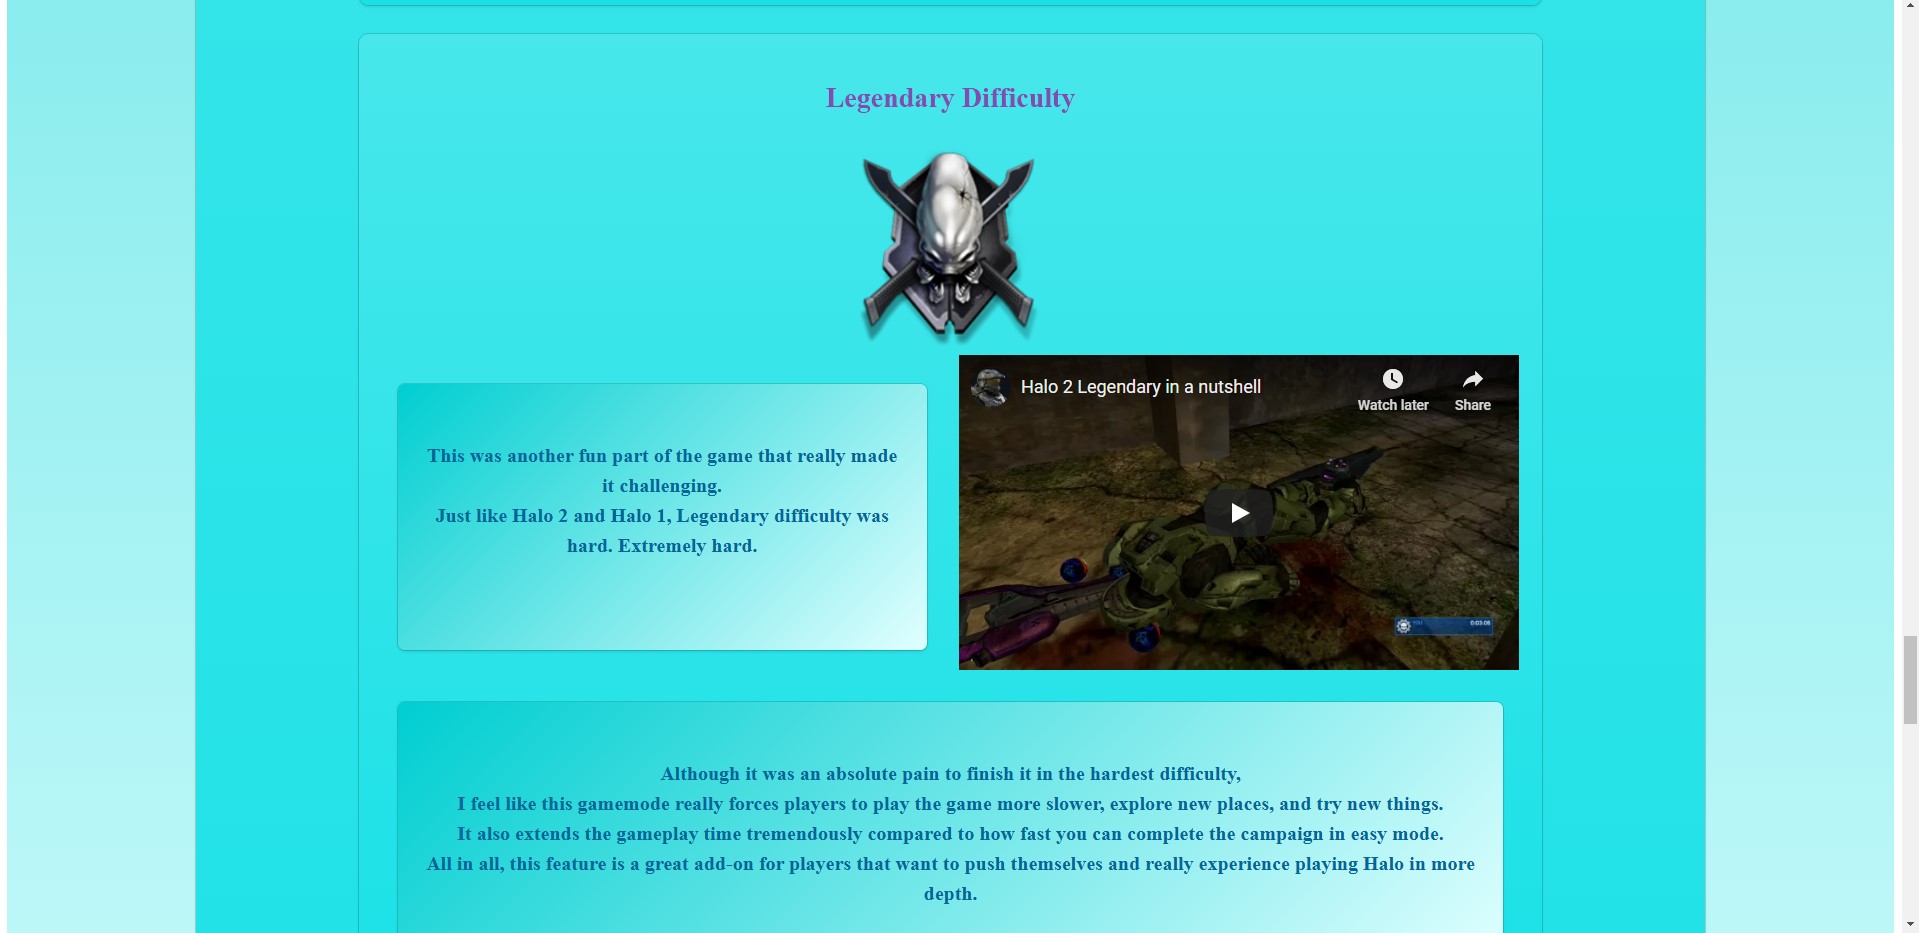 Legendary Difficulty
This was another fun part of the game that really made
it challenging.
Just like Halo 2 and Halo 1, Legendary difficulty was
hard. Extremely hard.
Halo 2 Legendary in a nutshell
Watch later
Share
0:03:06
Although it was an absolute pain to finish it in the hardest difficulty,
I feel like this gamemode really forces players to play the game more slower, explore new places, and try new things.
It also extends the gameplay time tremendously compared to how fast you can complete the campaign in easy mode.
All in all, this feature is a great add-on for players that want to push themselves and really experience playing Halo in more
depth.